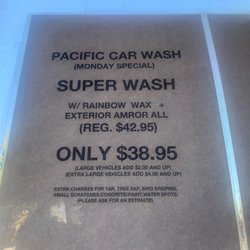 PACIFIC CAR WASH
(MONDAY SPECIAL)
SUPER WASH
W/ RAINBOW WAX +
EXTERIOR AMROR ALL
(REG. $42.95)
ONLY $38.95
(LARGE VEHICLES ADD $2.00 AND UP)
(EXTRA LARGE VEHICLES ADD $4.00 AND UP)
EXTRA CHARGES FOR TAR, TREE SAP, BIRD DROPING,
SMALL SCRATCHES,CONCRETE/PAINT,WATER SPOTS
(PLEASE ASK FOR AN ESTIMATE)